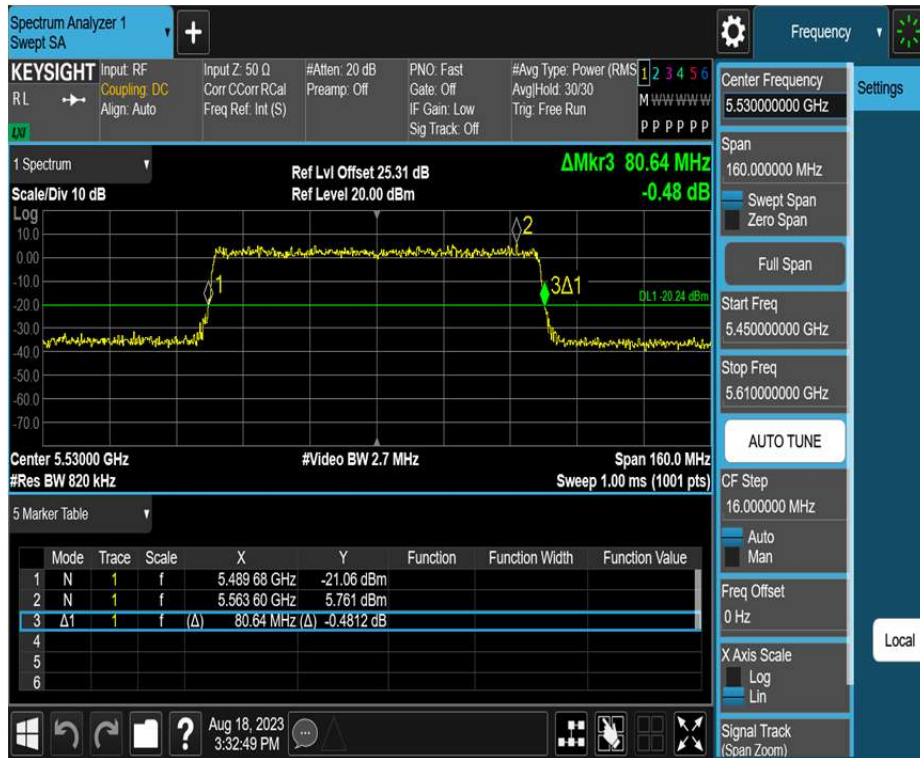 Spectrum Analyzer 1
Swept SA
+
Frequency
KEYSIGHT
RL
LXI
Input: RF
Coupling: DC
Align: Auto
Input Z: 50 Ω
Corr CCorr RCal
Freq Ref: Int (S)
#Atten: 20 dB
Preamp: Off
PNO: Fast
Gate: Off
IF Gain: Low
Sig Track: Off
#Avg Type: Power (RMS
Avg|Hold: 30/30
Trig: Free Run
1 2 3 4 5 6
M W W W W W
P P P P P P
1 Spectrum
Scale/Div 10 dB
Ref Lvl Offset 25.31 dB
Ref Level 20.00 dBm
ΔMkr3 80.64 MHz
-0.48 dB
Log
10.0
0.00
-10.0
-20.0
-30.0
-40.0
-50.0
-60.0
-70.0
2
1
3Δ1
DL1 -20.24 dBm
Center 5.53000 GHz
#Video BW 2.7 MHz
Span 160.0 MHz
#Res BW 820 kHz
Sweep 1.00 ms (1001 pts)
5 Marker Table
Mode Trace Scale X Y Function Function Width Function Value
1 N 1 f 5.489 68 GHz -21.06 dBm
2 N 1 f 5.563 60 GHz 5.761 dBm
3 Δ1 1 f (Δ) 80.64 MHz (Δ) -0.4812 dB
4
5
6
?
Aug 18, 2023
3:32:49 PM
Center Frequency
5.530000000 GHz
Span
160.000000 MHz
Swept Span
Zero Span
Full Span
Start Freq
5.450000000 GHz
Stop Freq
5.610000000 GHz
AUTO TUNE
CF Step
16.000000 MHz
Auto
Man
Freq Offset
0 Hz
X Axis Scale
Log
Lin
Signal Track
(Span Zoom)
Settings
Local